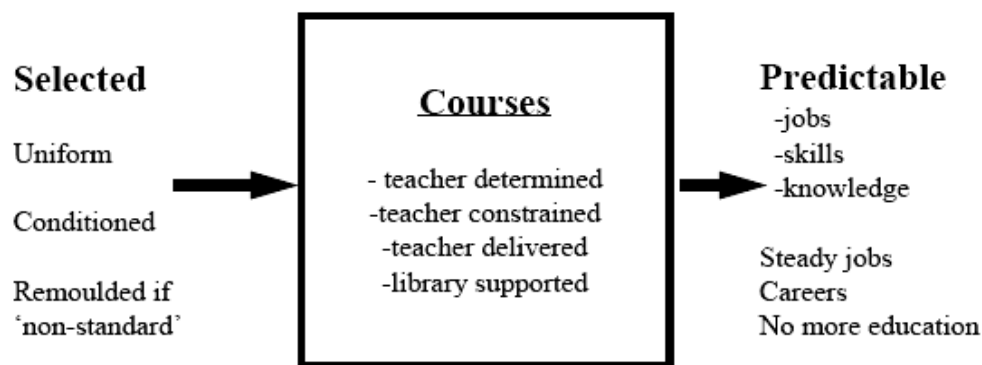 Selected
Uniform
Conditioned
Remoulded if
‘non-standard’
Courses
- teacher determined
-teacher constrained
-teacher delivered
-library supported
Predictable
-jobs
-skills
-knowledge
Steady jobs
Careers
No more education